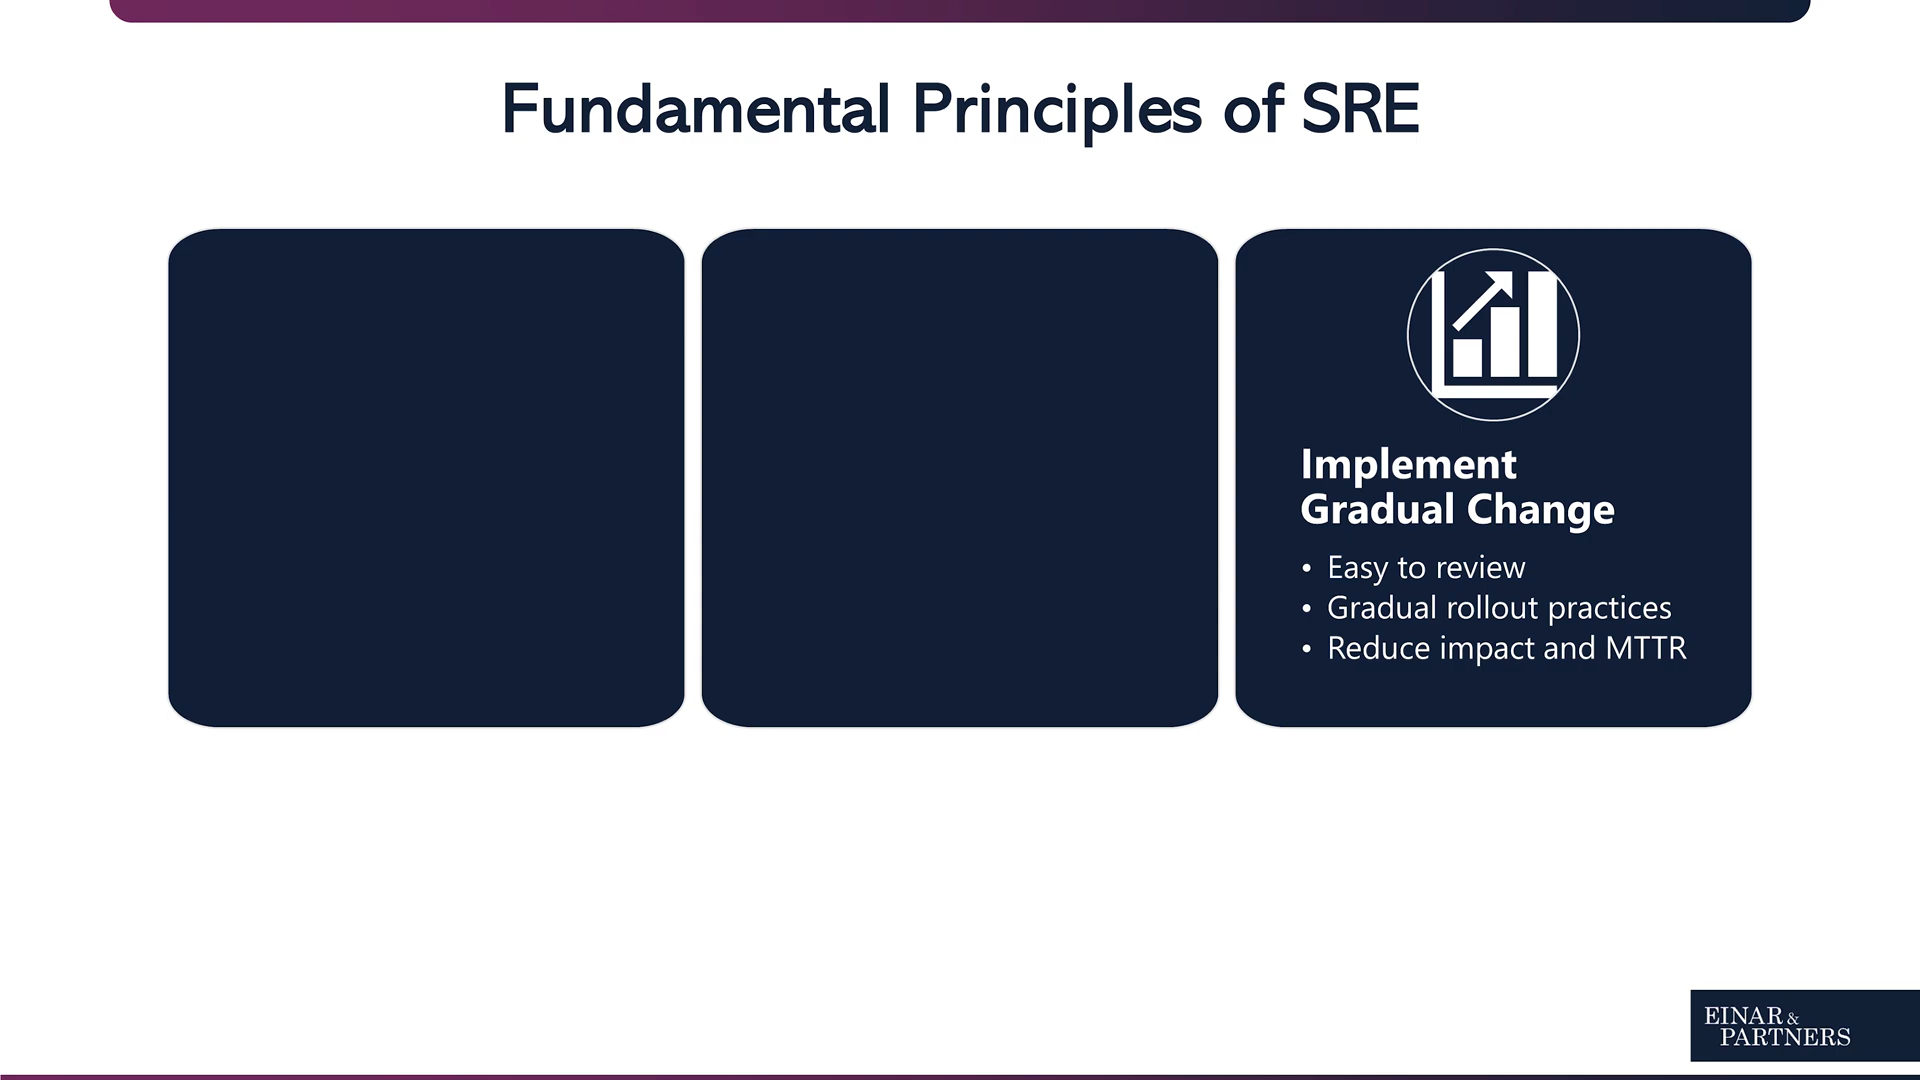 Fundamental Principles of SRE
Implement
Gradual Change
• Easy to review
• Gradual rollout practices
• Reduce impact and MTTR
EINAR &
PARTNERS